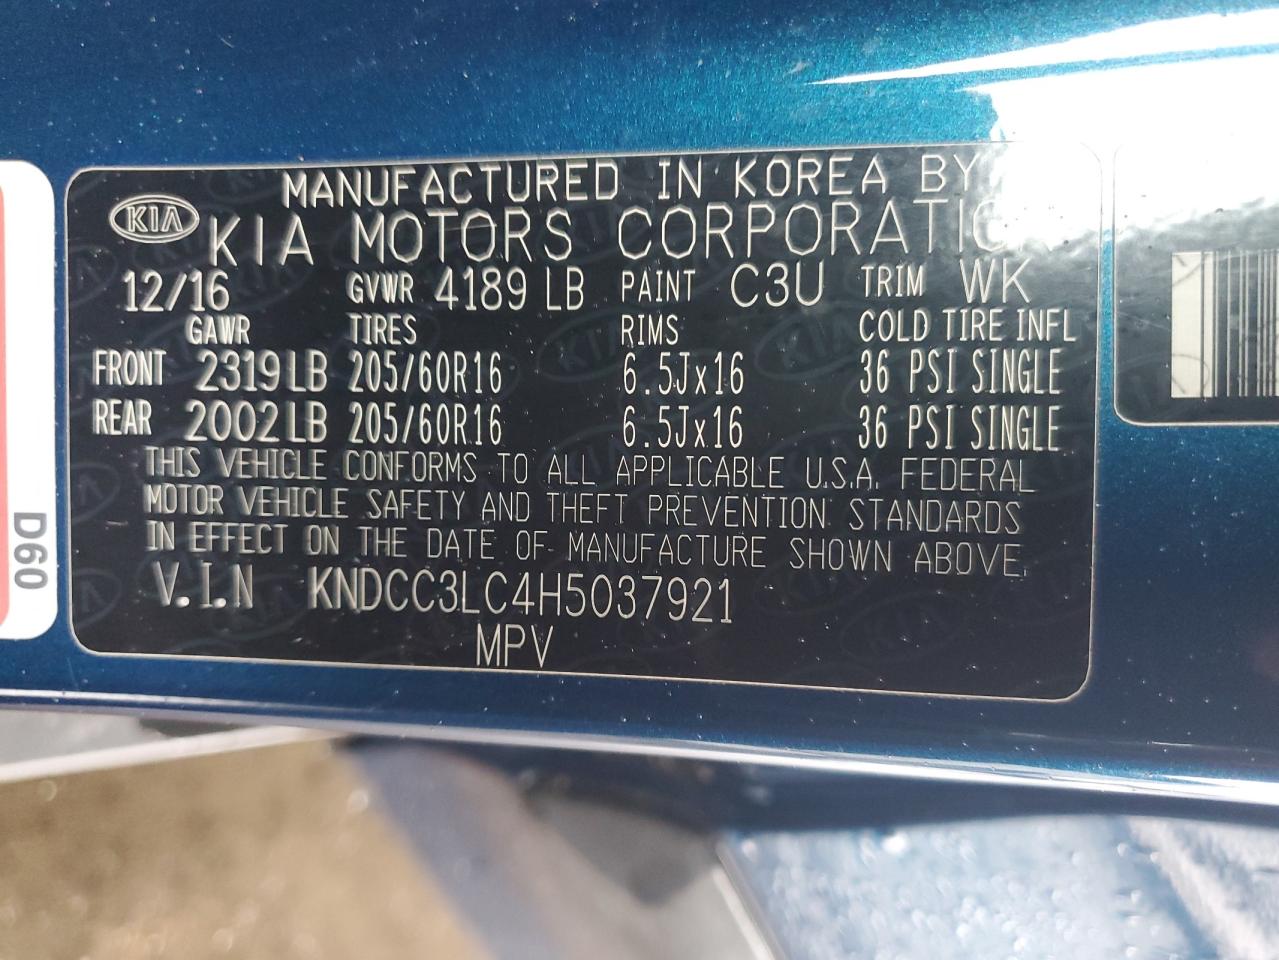 MANUFACTURED IN KOREA BY
KIA KIA MOTORS CORPORATION
12/16 GVWR 4189 LB PAINT C3U TRIM WK
GAWR TIRES RIMS COLD TIRE INFL
FRONT 2319 LB 205/60R16 6.5Jx16 36 PSI SINGLE
REAR 2002 LB 205/60R16 6.5Jx16 36 PSI SINGLE
THIS VEHICLE CONFORMS TO ALL APPLICABLE U.S.A. FEDERAL
MOTOR VEHICLE SAFETY AND THEFT PREVENTION STANDARDS
IN EFFECT ON THE DATE OF MANUFACTURE SHOWN ABOVE.
V.I.N KNDCC3LC4H5037921
MPV
D60